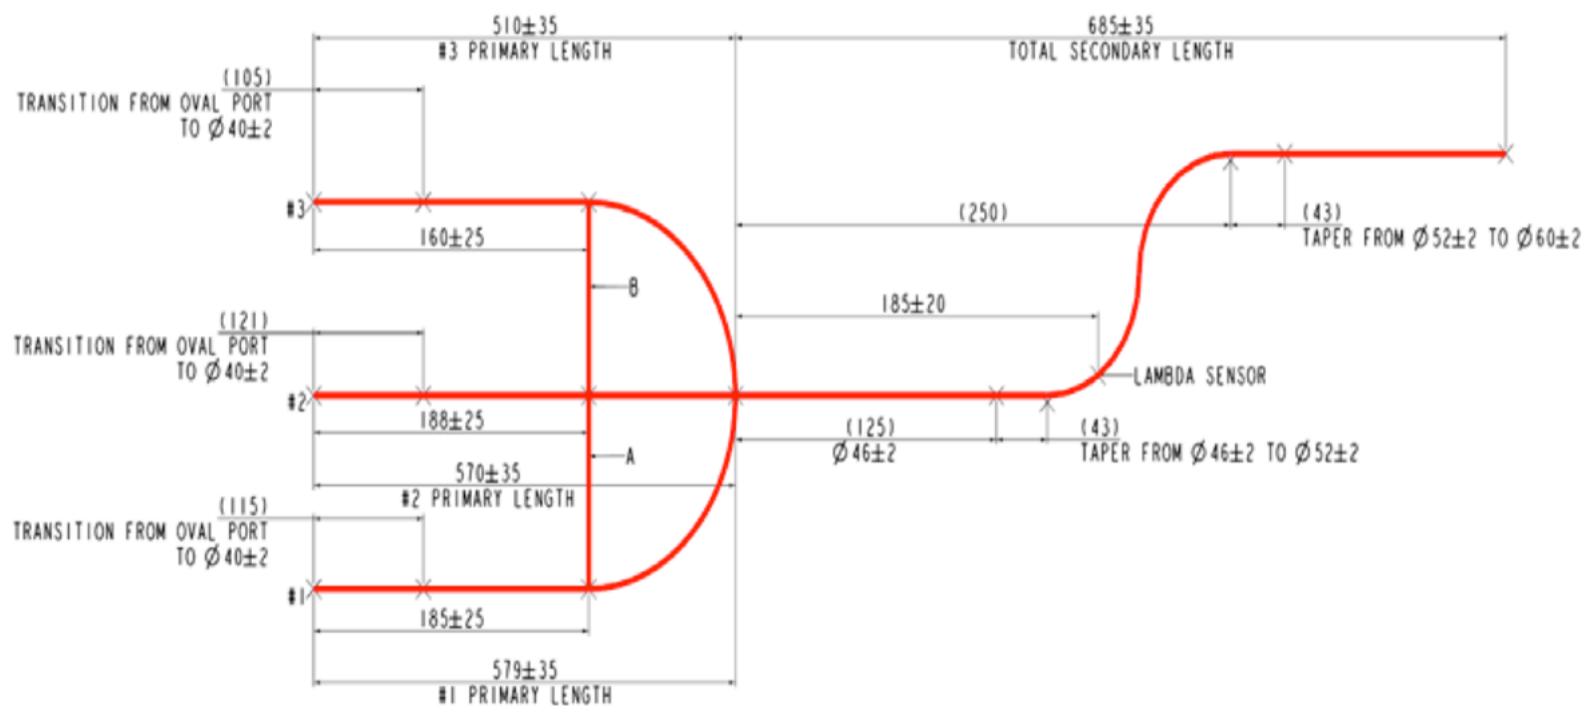 510±35
#3 PRIMARY LENGTH
685±35
TOTAL SECONDARY LENGTH
(105)
TRANSITION FROM OVAL PORT
TO Ø40±2
#3
160±25
B
(250)
(43)
TAPER FROM Ø52±2 TO Ø60±2
185±20
LAMBDA SENSOR
(121)
TRANSITION FROM OVAL PORT
TO Ø40±2
#2
188±25
A
570±35
#2 PRIMARY LENGTH
(125)
Ø46±2
(43)
TAPER FROM Ø46±2 TO Ø52±2
(115)
TRANSITION FROM OVAL PORT
TO Ø40±2
#1
185±25
579±35
#1 PRIMARY LENGTH